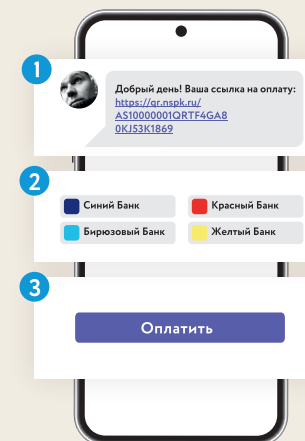 1
Добрый день! Ваша ссылка на оплату:
https://qr.nspk.ru/
AS10000001QRTF4GA8
0KJ53K1869
2
Синий Банк
Красный Банк
Бирюзовый Банк
Желтый Банк
3
Оплатить